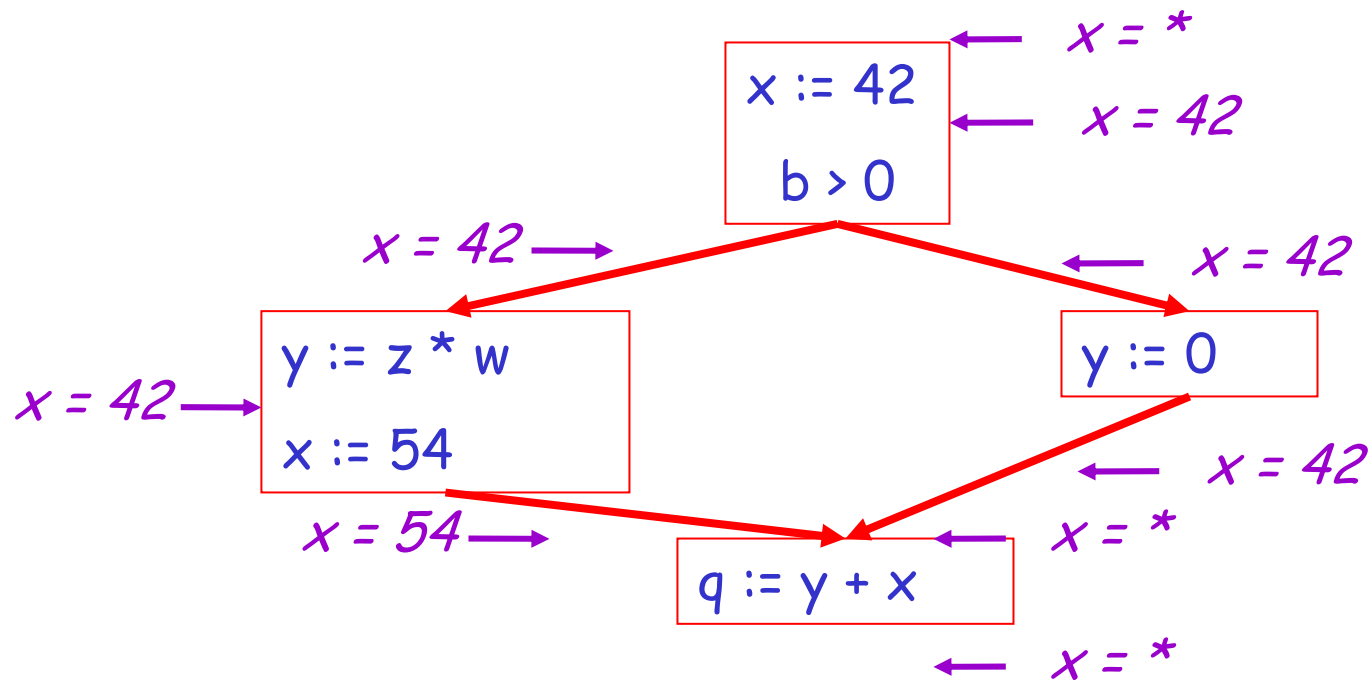 x = *
x := 42
x = 42
b > 0
x = 42
x = 42
y := z * w
y := 0
x = 42
x := 54
x = 42
x = 54
x = *
q := y + x
x = *